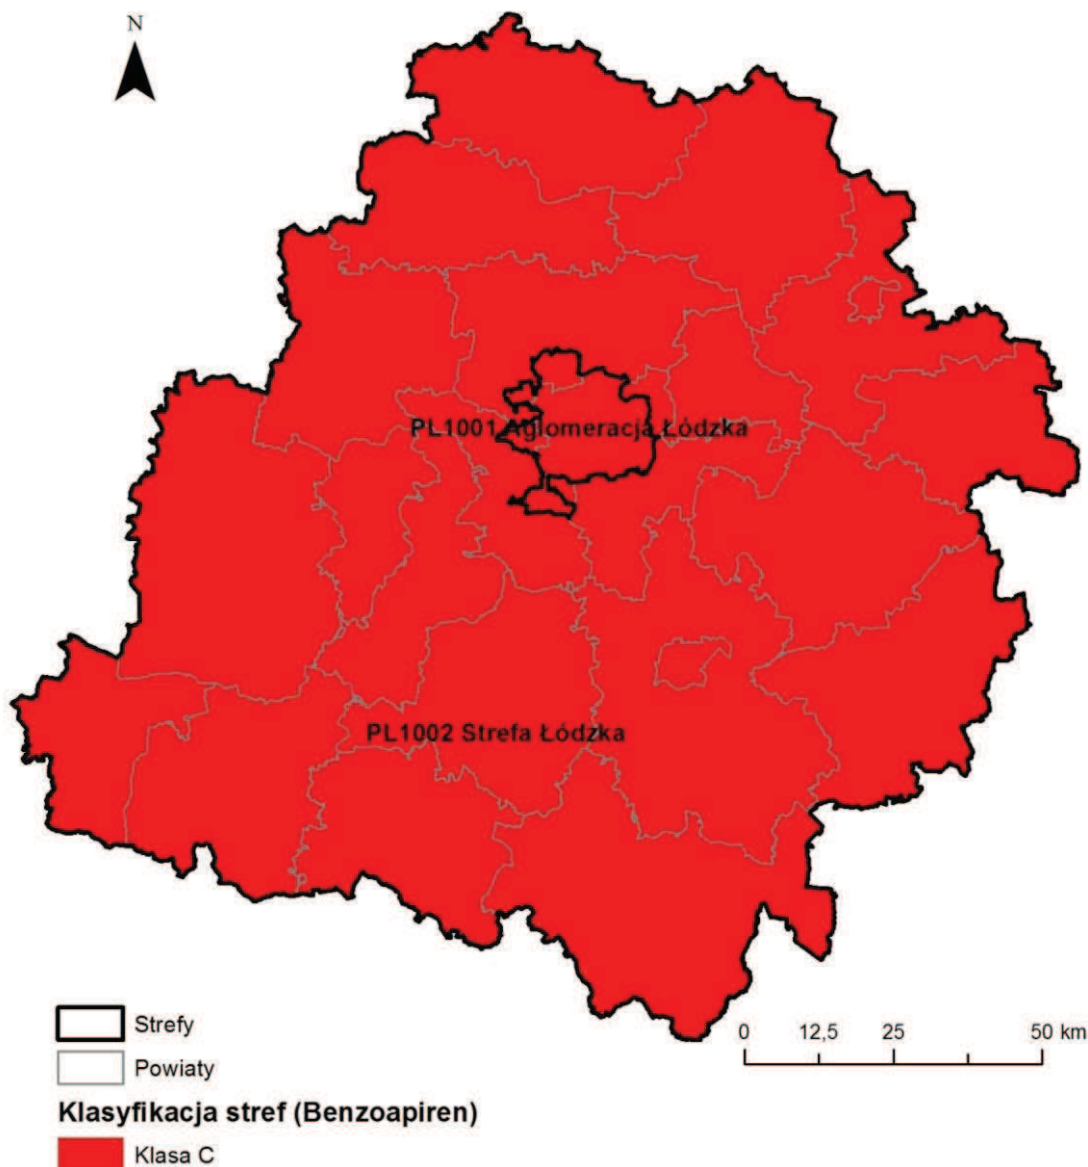 N
PL1001 Aglomeracja Łódzka
PL1002 Strefa Łódzka
Strefy
0 12,5 25 50 km
Powiaty
Klasyfikacja stref (Benzoapiren)
Klasa C